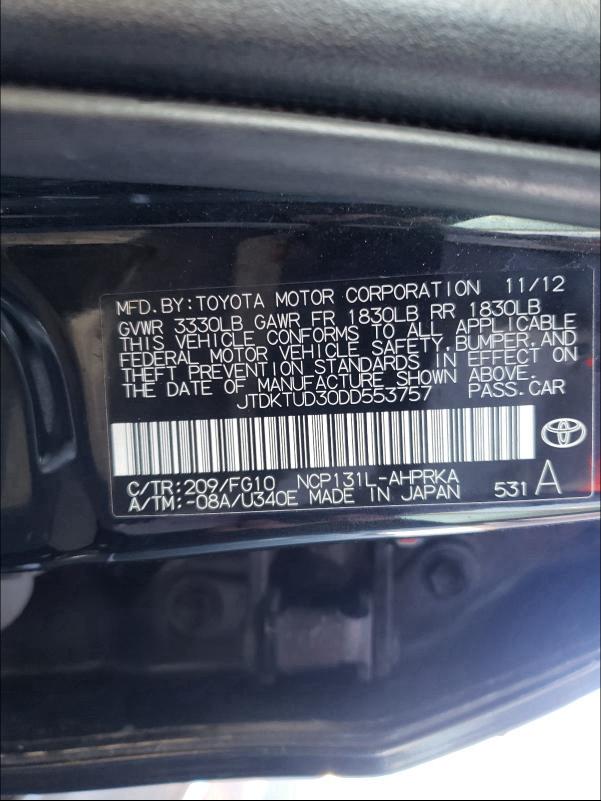 MFD. BY: TOYOTA MOTOR CORPORATION 11/12
GVWR 3330LB GAWR FR 1830LB RR 1830LB
THIS VEHICLE CONFORMS TO ALL APPLICABLE
FEDERAL MOTOR VEHICLE SAFETY, BUMPER, AND
THEFT PREVENTION STANDARDS IN EFFECT ON
THE DATE OF MANUFACTURE SHOWN ABOVE.
JTDKTUD30DD553757 PASS. CAR
C/TR: 209/FG10 NCP131L-AHPRKA
A/TM: -08A/U340E MADE IN JAPAN 531 A